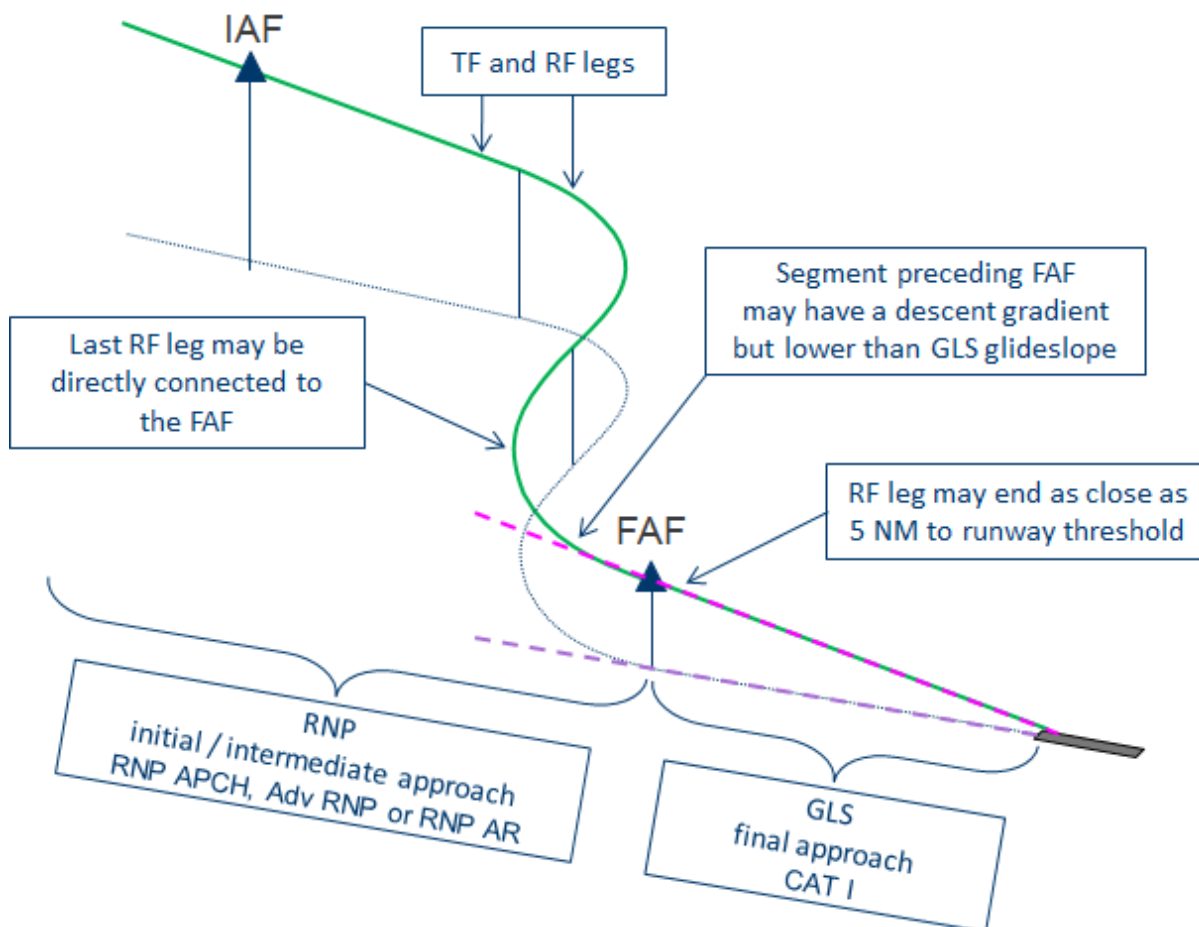 IAF
TF and RF legs
Segment preceding FAF
may have a descent gradient
but lower than GLS glideslope
Last RF leg may be
directly connected to
the FAF
RF leg may end as close as
5 NM to runway threshold
FAF
RNP
initial / intermediate approach
RNP APCH, Adv RNP or RNP AR
GLS
final approach
CAT I